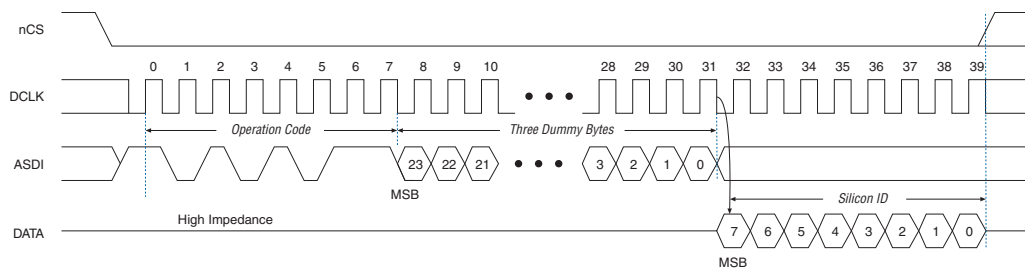 nCS
0 1 2 3 4 5 6 7 8 9 10 28 29 30 31 32 33 34 35 36 37 38 39
DCLK
Operation Code Three Dummy Bytes
ASDI 23 22 21 3 2 1 0
MSB
Silicon ID
High Impedance
DATA 7 6 5 4 3 2 1 0
MSB